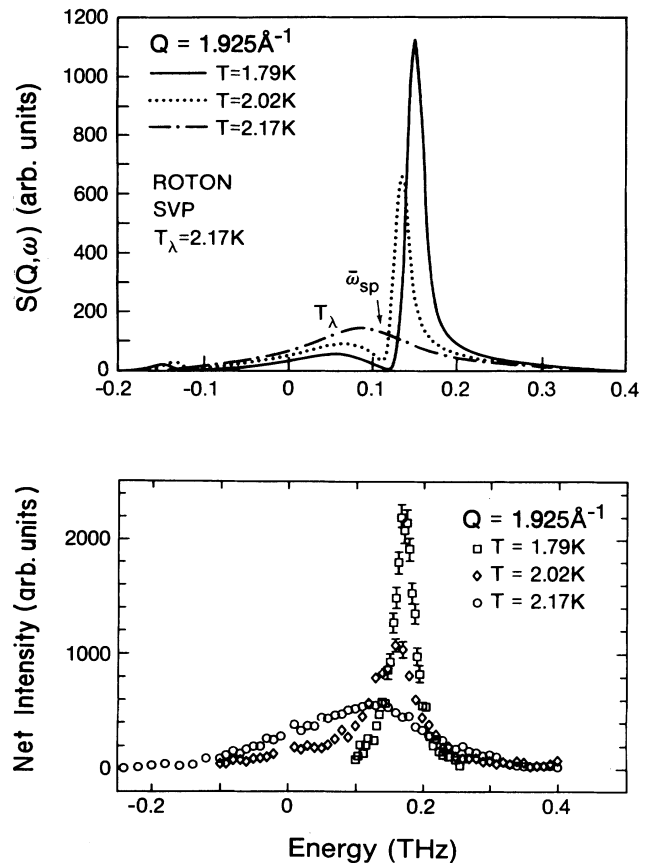 S(Q,ω) (arb. units)
1200
1000
800
600
400
200
0
Q = 1.925Å⁻¹
T=1.79K
T=2.02K
T=2.17K
ROTON
SVP
T_λ=2.17K
T_λ
ω̄_sp
-0.2 -0.1 0 0.1 0.2 0.3 0.4
Net Intensity (arb. units)
2000
1000
0
Q = 1.925Å⁻¹
T = 1.79K
T = 2.02K
T = 2.17K
-0.2 0 0.2 0.4
Energy (THz)